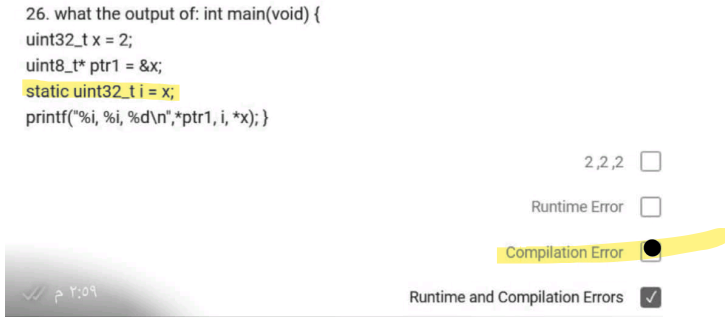 26. what the output of: int main(void) {
uint32_t x = 2;
uint8_t* ptr1 = &x;
static uint32_t i = x;
printf("%i, %i, %d\n",*ptr1, i, *x); }
2 ,2 ,2
Runtime Error
Compilation Error
Runtime and Compilation Errors
٢:٥٩ م